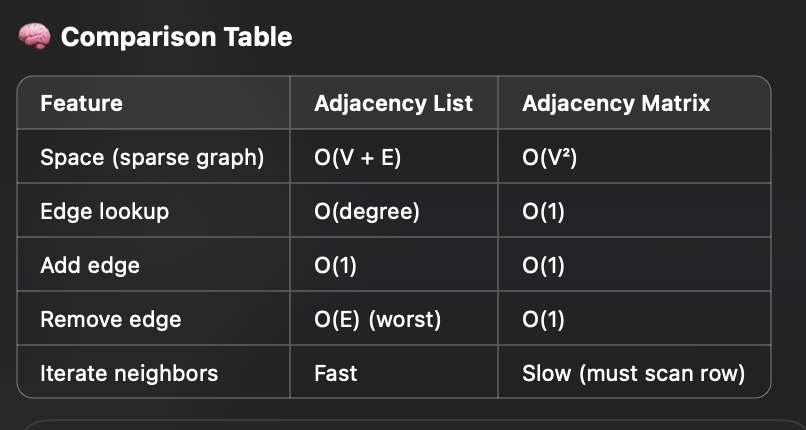 🧠 Comparison Table
Feature Adjacency List Adjacency Matrix
Space (sparse graph) O(V + E) O(V²)
Edge lookup O(degree) O(1)
Add edge O(1) O(1)
Remove edge O(E) (worst) O(1)
Iterate neighbors Fast Slow (must scan row)